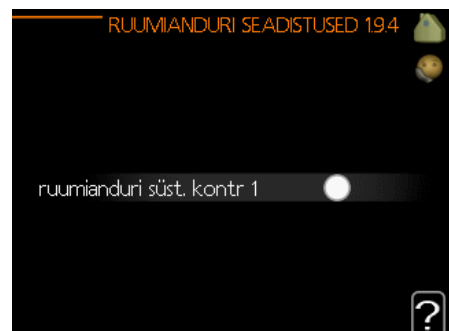 RUUMIANDURI SEADISTUSED 1.9.4
ruumianduri süst. kontr 1
?